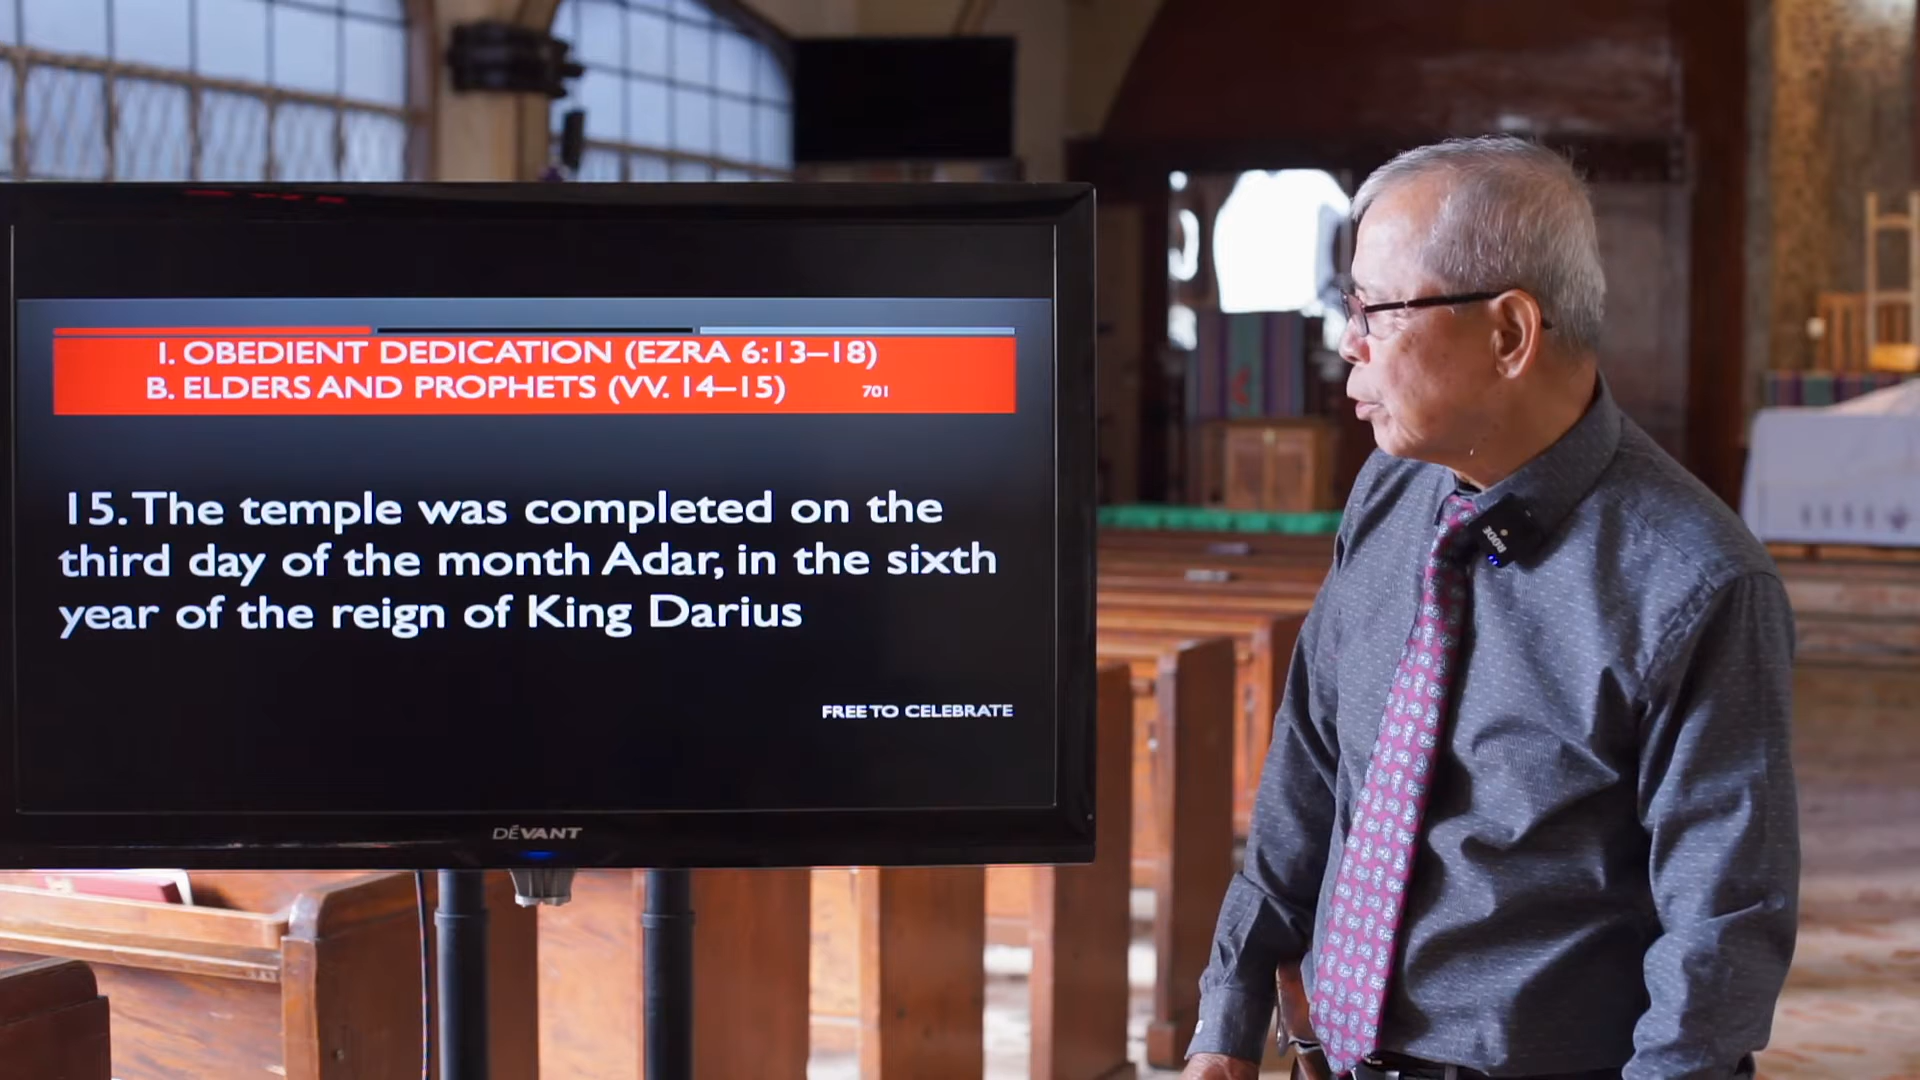 I. OBEDIENT DEDICATION (EZRA 6:13–18)
B. ELDERS AND PROPHETS (VV. 14–15) 701
15. The temple was completed on the
third day of the month Adar, in the sixth
year of the reign of King Darius
FREE TO CELEBRATE
DEVANT
RODE